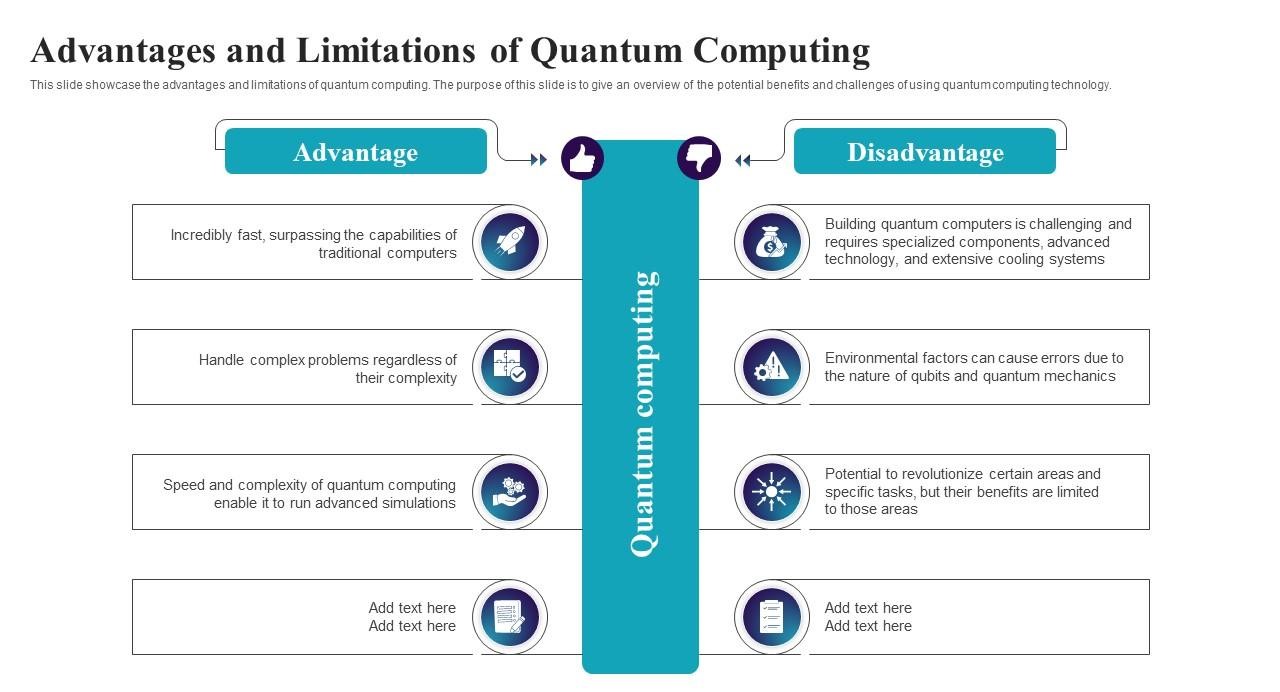 Advantages and Limitations of Quantum Computing
This slide showcase the advantages and limitations of quantum computing. The purpose of this slide is to give an overview of the potential benefits and challenges of using quantum computing technology.
Advantage
Incredibly fast, surpassing the capabilities of
traditional computers
Handle complex problems regardless of
their complexity
Speed and complexity of quantum computing
enable it to run advanced simulations
Add text here
Add text here
Quantum computing
Disadvantage
Building quantum computers is challenging and
requires specialized components, advanced
technology, and extensive cooling systems
Environmental factors can cause errors due to
the nature of qubits and quantum mechanics
Potential to revolutionize certain areas and
specific tasks, but their benefits are limited
to those areas
Add text here
Add text here